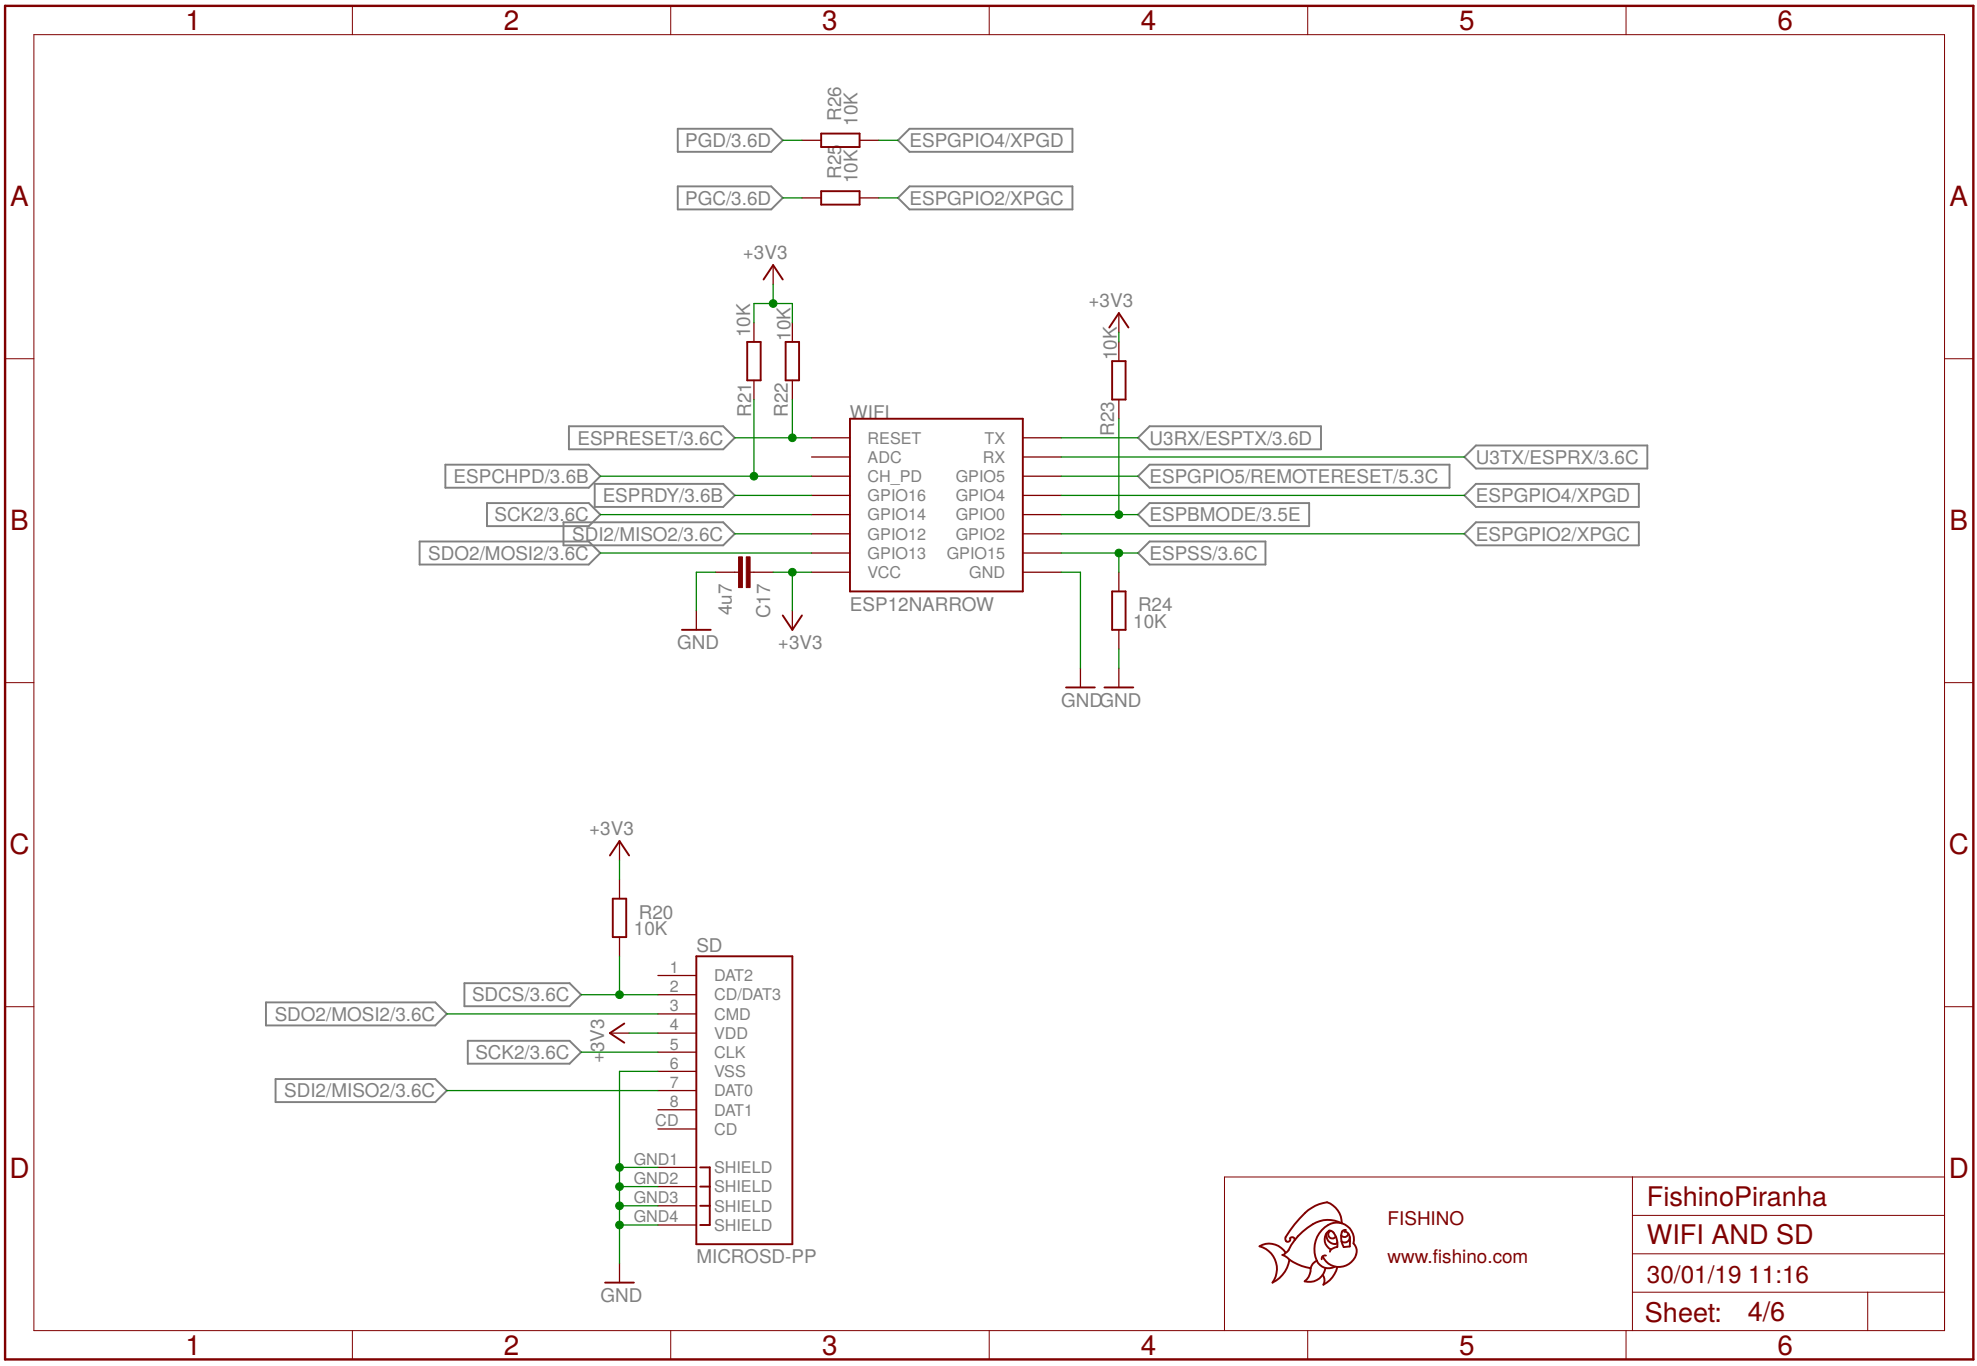 1 2 3 4 5 6
A A
B B
C C
D D
R26
10K
PGD/3.6D
ESPGPIO4/XPGD
R25
10K
PGC/3.6D
ESPGPIO2/XPGC
+3V3
10K
10K
R21
R22
+3V3
10K
R23
WIFI
ESPRESET/3.6C
RESET TX
U3RX/ESPTX/3.6D
ADC RX
U3TX/ESPRX/3.6C
ESPCHPD/3.6B
CH_PD GPIO5
ESPGPIO5/REMOTERESET/5.3C
ESPRDY/3.6B
GPIO16 GPIO4
ESPGPIO4/XPGD
SCK2/3.6C
GPIO14 GPIO0
ESPBMODE/3.5E
SDI2/MISO2/3.6C
GPIO12 GPIO2
ESPGPIO2/XPGC
SDO2/MOSI2/3.6C
GPIO13 GPIO15
ESPSS/3.6C
VCC GND
ESP12NARROW
4u7
C17
GND
+3V3
R24
10K
GND
GND
+3V3
R20
10K
SD
1 DAT2
SDCS/3.6C
2 CD/DAT3
SDO2/MOSI2/3.6C
3 CMD
+3V3
4 VDD
SCK2/3.6C
5 CLK
6 VSS
SDI2/MISO2/3.6C
7 DAT0
8 DAT1
CD CD
GND1 SHIELD
GND2 SHIELD
GND3 SHIELD
GND4 SHIELD
MICROSD-PP
GND
FISHINO
www.fishino.com
FishinoPiranha
WIFI AND SD
30/01/19 11:16
Sheet: 4/6
1 2 3 4 5 6